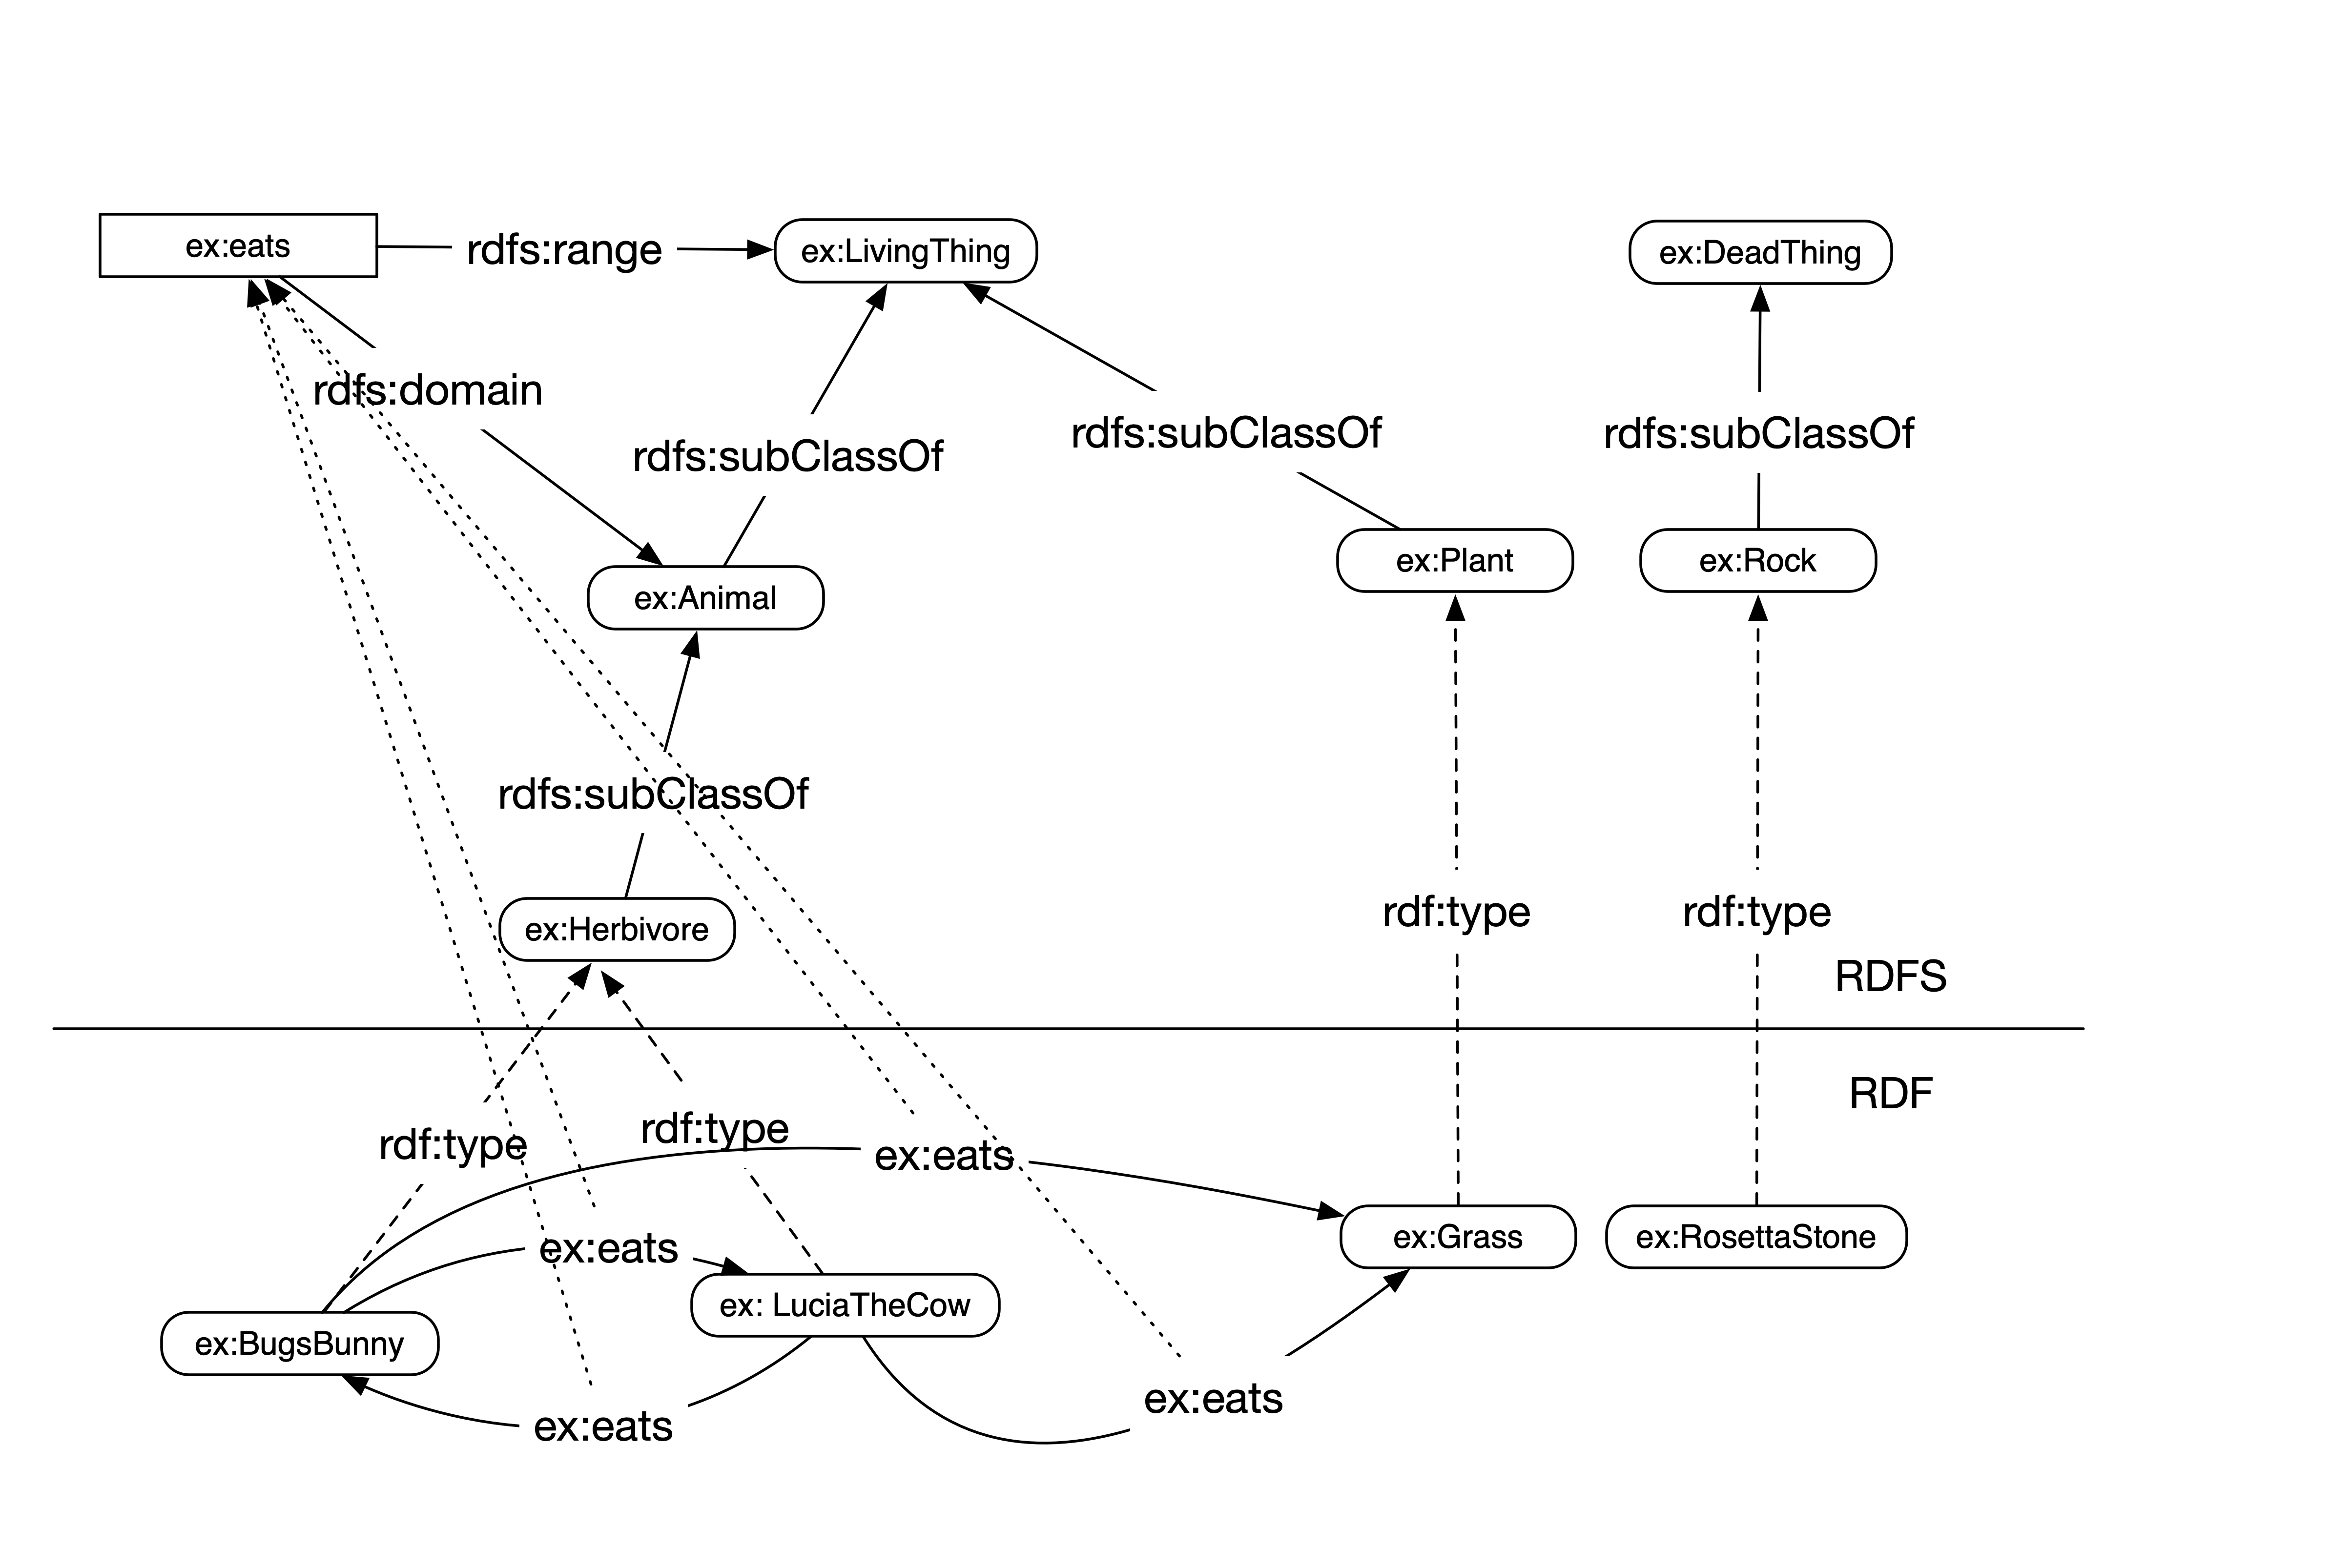 ex:eats
rdfs:range
ex:LivingThing
ex:DeadThing
rdfs:domain
rdfs:subClassOf
rdfs:subClassOf
rdfs:subClassOf
ex:Animal
ex:Plant
ex:Rock
rdfs:subClassOf
ex:Herbivore
rdf:type
rdf:type
RDFS
RDF
rdf:type
rdf:type
ex:eats
ex:eats
ex:Grass
ex:RosettaStone
ex: LuciaTheCow
ex:BugsBunny
ex:eats
ex:eats